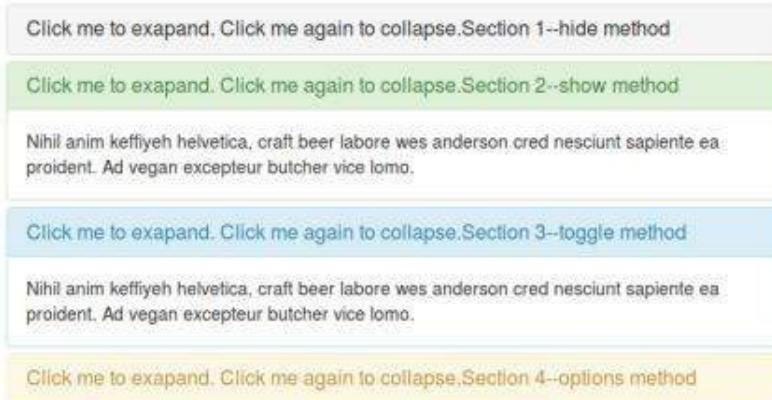 Click me to exapand. Click me again to collapse.Section 1--hide method
Click me to exapand. Click me again to collapse.Section 2--show method
Nihil anim keffiyeh helvetica, craft beer labore wes anderson cred nesciunt sapiente ea
proident. Ad vegan excepteur butcher vice lomo.
Click me to exapand. Click me again to collapse.Section 3--toggle method
Nihil anim keffiyeh helvetica, craft beer labore wes anderson cred nesciunt sapiente ea
proident. Ad vegan excepteur butcher vice lomo.
Click me to exapand. Click me again to collapse.Section 4--options method